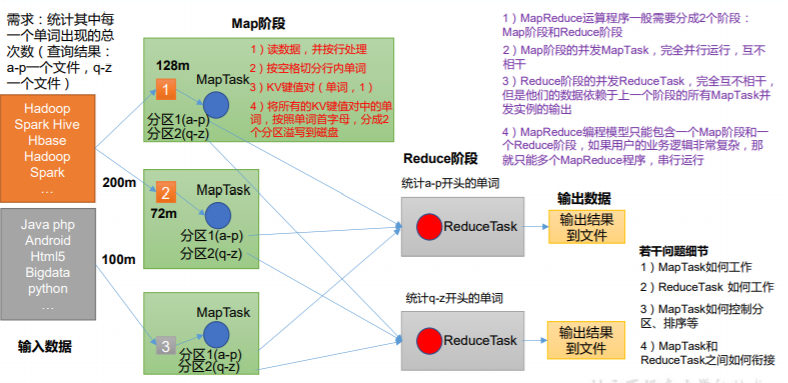 需求：统计其中每
一个单词出现的总
次数（查询结果：
a-p一个文件，q-z
一个文件）
Hadoop
Spark Hive
Hbase
Hadoop
Spark
…
200m
Java php
Android
Html5
Bigdata
python
…
100m
输入数据
Map阶段
128m
1
MapTask
分区1(a-p)
分区2(q-z)
1）读数据，并按行处理
2）按空格切分行内单词
3）KV键值对（单词，1）
4）将所有的KV键值对中的单
词，按照单词首字母，分成2
个分区溢写到磁盘
2
72m
MapTask
分区1(a-p)
分区2(q-z)
3
MapTask
分区1(a-p)
分区2(q-z)
Reduce阶段
统计a-p开头的单词
ReduceTask
统计q-z开头的单词
ReduceTask
输出数据
输出结果
到文件
输出结果
到文件
1）MapReduce运算程序一般需要分成2个阶段：
Map阶段和Reduce阶段
2）Map阶段的并发MapTask，完全并行运行，互不
相干
3）Reduce阶段的并发ReduceTask，完全互不相干，
但是他们的数据依赖于上一个阶段的所有MapTask并
发实例的输出
4）MapReduce编程模型只能包含一个Map阶段和一
个Reduce阶段，如果用户的业务逻辑非常复杂，那
就只能多个MapReduce程序，串行运行
若干问题细节
1）MapTask如何工作
2）ReduceTask 如何工作
3）MapTask如何控制分
区、排序等
4）MapTask和
ReduceTask之间如何衔接